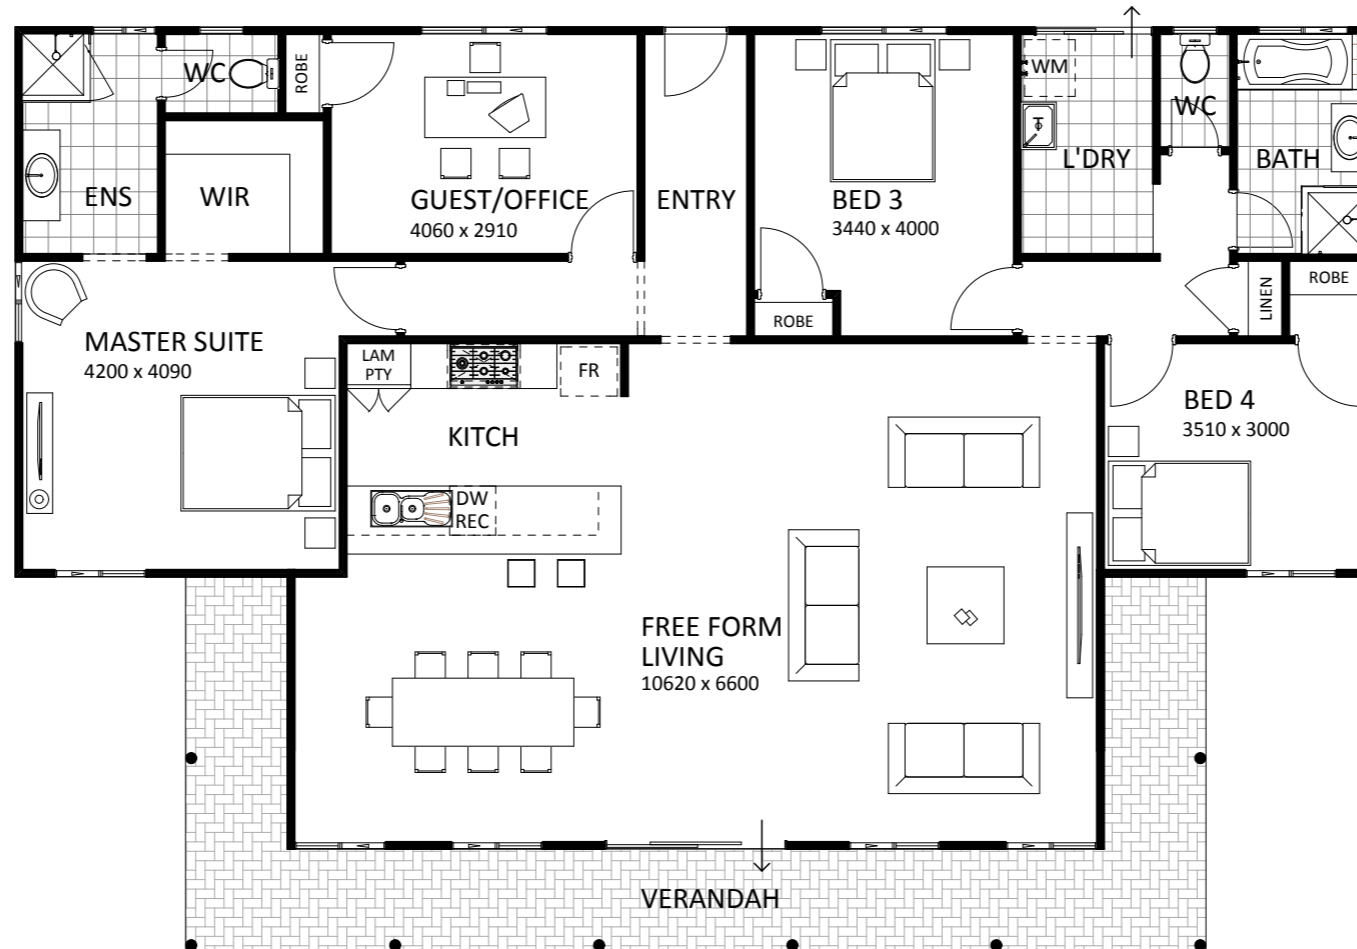 WC
ROBE
ENS
WIR
GUEST/OFFICE
4060 x 2910
ENTRY
BED 3
3440 x 4000
ROBE
WM
L'DRY
WC
BATH
LINEN
ROBE
MASTER SUITE
4200 x 4090
LAM
PTY
FR
KITCH
DW
REC
BED 4
3510 x 3000
FREE FORM
LIVING
10620 x 6600
VERANDAH